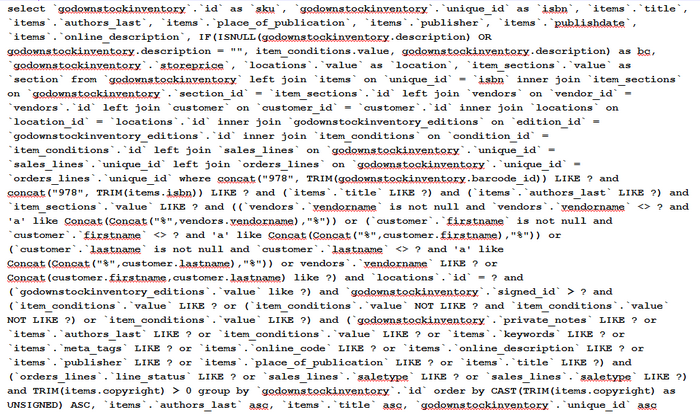 select `godownstockinventory`.`id` as `sku`, `godownstockinventory`.`unique_id` as `isbn`, `items`.`title`,
`items`.`authors_last`, `items`.`place_of_publication`, `items`.`publisher`, `items`.`publishdate`,
`items`.`online_description`, IF(ISNULL(godownstockinventory.description) OR
godownstockinventory.description = "", item_conditions.value, godownstockinventory.description) as bc,
`godownstockinventory`.`storeprice`, `locations`.`value` as `location`, `item_sections`.`value` as
`section` from `godownstockinventory` left join `items` on `unique_id` = `isbn` inner join `item_sections`
on `godownstockinventory`.`section_id` = `item_sections`.`id` left join `vendors` on `vendor_id` =
`vendors`.`id` left join `customer` on `customer_id` = `customer`.`id` inner join `locations` on
`location_id` = `locations`.`id` inner join `godownstockinventory_editions` on `edition_id` =
`godownstockinventory_editions`.`id` inner join `item_conditions` on `condition_id` =
`item_conditions`.`id` left join `sales_lines` on `godownstockinventory`.`unique_id` =
`sales_lines`.`unique_id` left join `orders_lines` on `godownstockinventory`.`unique_id` =
`orders_lines`.`unique_id` where concat("978", TRIM(godownstockinventory.barcode_id)) LIKE ? and
concat("978", TRIM(items.isbn)) LIKE ? and (`items`.`title` LIKE ?) and (`items`.`authors_last` LIKE ?) and
`item_sections`.`value` LIKE ? and ((`vendors`.`vendorname` is not null and `vendors`.`vendorname` <> ? and
'a' like Concat(Concat("%",vendors.vendorname),"%")) or (`customer`.`firstname` is not null and
`customer`.`firstname` <> ? and 'a' like Concat(Concat("%",customer.firstname),"%")) or
(`customer`.`lastname` is not null and `customer`.`lastname` <> ? and 'a' like
Concat(Concat("%",customer.lastname),"%")) or vendors`.`vendorname` LIKE ? or
Concat(customer.firstname,customer.lastname) like ?) and `locations`.`id` = ? and
(`godownstockinventory_editions`.`value` like ?) and `godownstockinventory`.`signed_id` > ? and
(`item_conditions`.`value` LIKE ? or (`item_conditions`.`value` NOT LIKE ? and `item_conditions`.`value`
NOT LIKE ?) or `item_conditions`.`value` LIKE ?) and (`godownstockinventory`.`private_notes` LIKE ? or
`items`.`authors_last` LIKE ? or `item_conditions`.`value` LIKE ? or `items`.`keywords` LIKE ? or
`items`.`meta_tags` LIKE ? or `items`.`online_code` LIKE ? or `items`.`online_description` LIKE ? or
`items`.`publisher` LIKE ? or `items`.`place_of_publication` LIKE ? or `items`.`title` LIKE ?) and
(`orders_lines`.`line_status` LIKE ? or `sales_lines`.`saletype` LIKE ? or `sales_lines`.`saletype` LIKE ?)
and TRIM(items.copyright) > 0 group by `godownstockinventory`.`id` order by CAST(TRIM(items.copyright) as
UNSIGNED) ASC, `items`.`authors_last` asc, `items`.`title` asc, `godownstockinventory`.`unique_id` asc